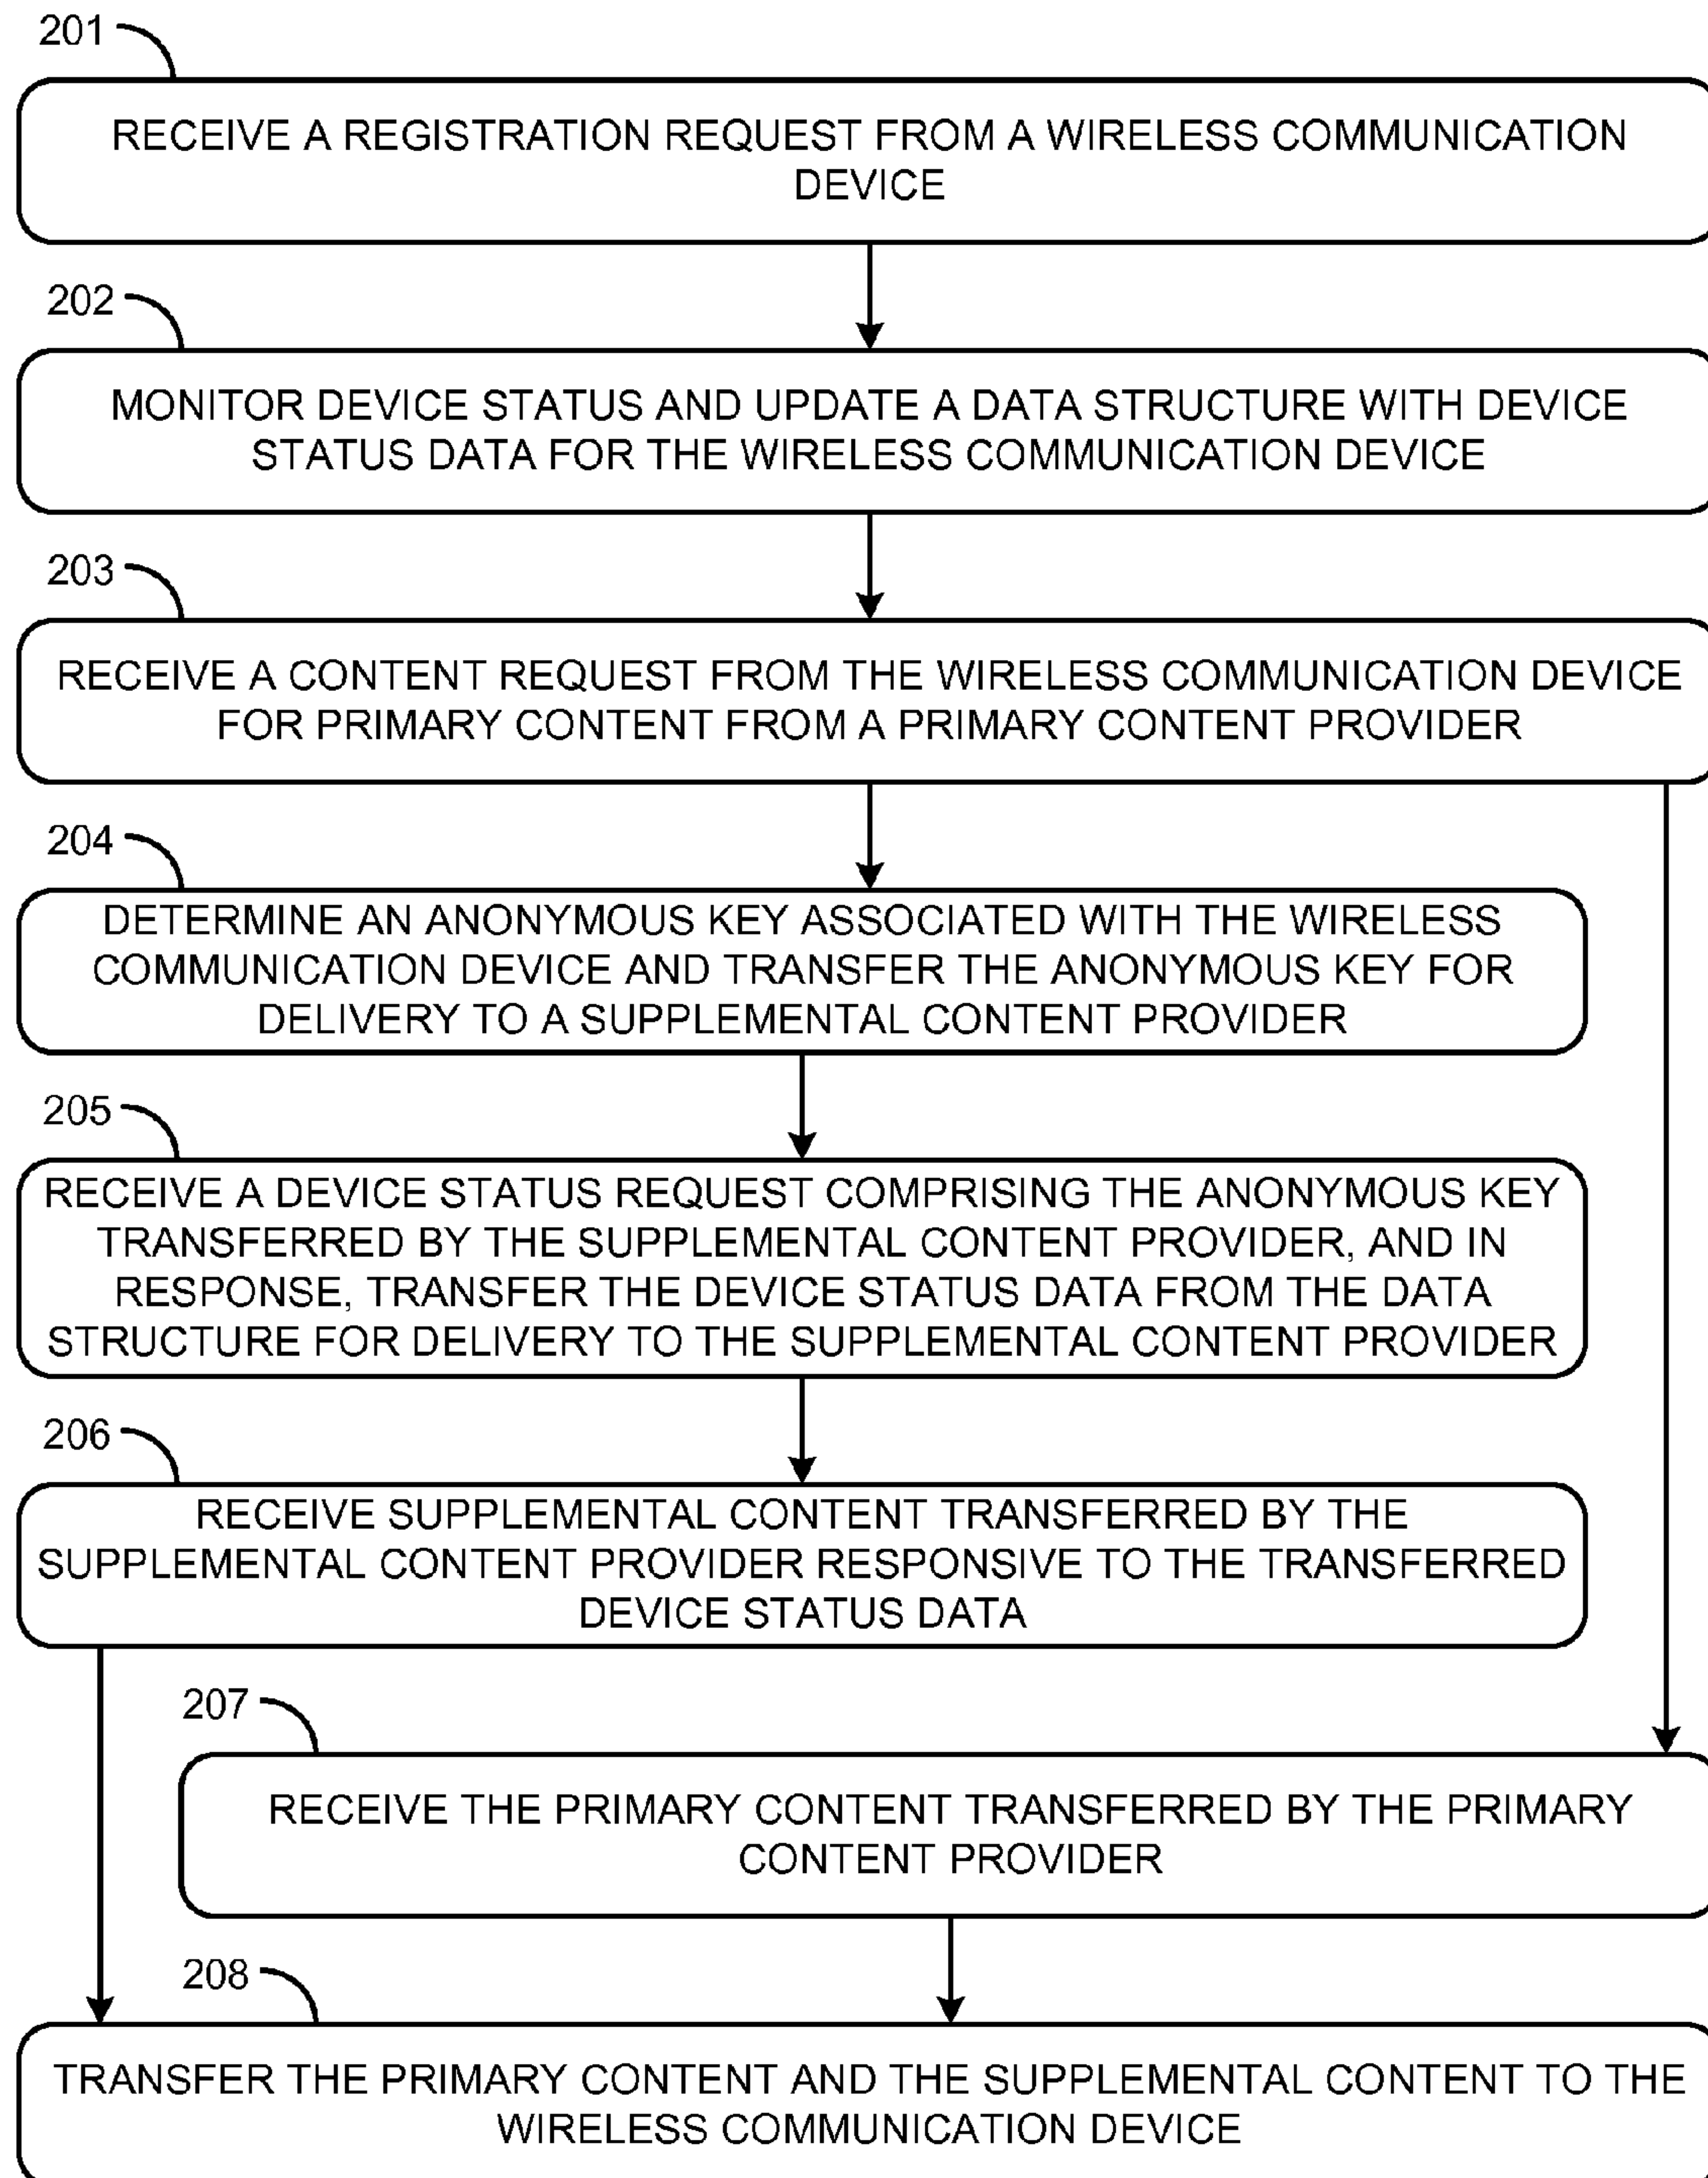 201
RECEIVE A REGISTRATION REQUEST FROM A WIRELESS COMMUNICATION
DEVICE
202
MONITOR DEVICE STATUS AND UPDATE A DATA STRUCTURE WITH DEVICE
STATUS DATA FOR THE WIRELESS COMMUNICATION DEVICE
203
RECEIVE A CONTENT REQUEST FROM THE WIRELESS COMMUNICATION DEVICE
FOR PRIMARY CONTENT FROM A PRIMARY CONTENT PROVIDER
204
DETERMINE AN ANONYMOUS KEY ASSOCIATED WITH THE WIRELESS
COMMUNICATION DEVICE AND TRANSFER THE ANONYMOUS KEY FOR
DELIVERY TO A SUPPLEMENTAL CONTENT PROVIDER
205
RECEIVE A DEVICE STATUS REQUEST COMPRISING THE ANONYMOUS KEY
TRANSFERRED BY THE SUPPLEMENTAL CONTENT PROVIDER, AND IN
RESPONSE, TRANSFER THE DEVICE STATUS DATA FROM THE DATA
STRUCTURE FOR DELIVERY TO THE SUPPLEMENTAL CONTENT PROVIDER
206
RECEIVE SUPPLEMENTAL CONTENT TRANSFERRED BY THE
SUPPLEMENTAL CONTENT PROVIDER RESPONSIVE TO THE TRANSFERRED
DEVICE STATUS DATA
207
RECEIVE THE PRIMARY CONTENT TRANSFERRED BY THE PRIMARY
CONTENT PROVIDER
208
TRANSFER THE PRIMARY CONTENT AND THE SUPPLEMENTAL CONTENT TO THE
WIRELESS COMMUNICATION DEVICE